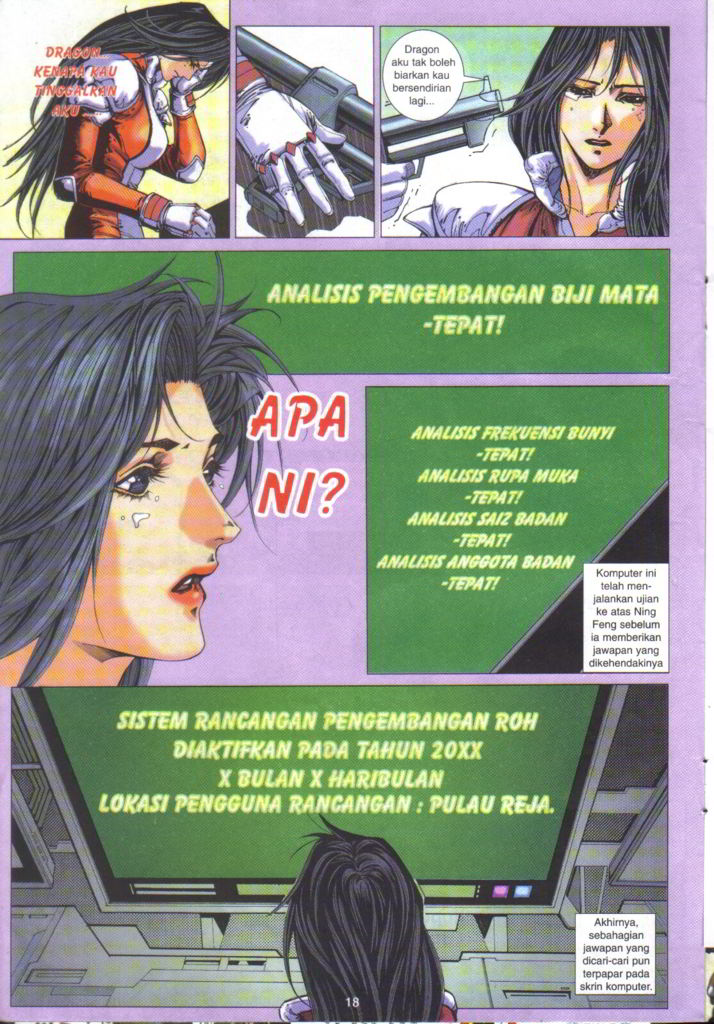 DRAGON...
KENAPA KAU
TINGGALKAN
AKU .....
Dragon
aku tak boleh
biarkan kau
bersendirian
lagi...
ANALISIS PENGEMBANGAN BIJI MATA
-TEPAT!
APA
NI?
ANALISIS FREKUENSI BUNYI
-TEPAT!
ANALISIS RUPA MUKA
-TEPAT!
ANALISIS SAIZ BADAN
-TEPAT!
ANALISIS ANGGOTA BADAN
-TEPAT!
Komputer ini
telah men-
jalankan ujian
ke atas Ning
Feng sebelum
ia memberikan
jawapan yang
dikehendakinya
SISTEM RANCANGAN PENGEMBANGAN ROH
DIAKTIFKAN PADA TAHUN 20XX
X BULAN X HARIBULAN
LOKASI PENGGUNA RANCANGAN : PULAU REJA.
Akhirnya,
sebahagian
jawapan yang
dicari-cari pun
terpapar pada
skrin komputer.
18